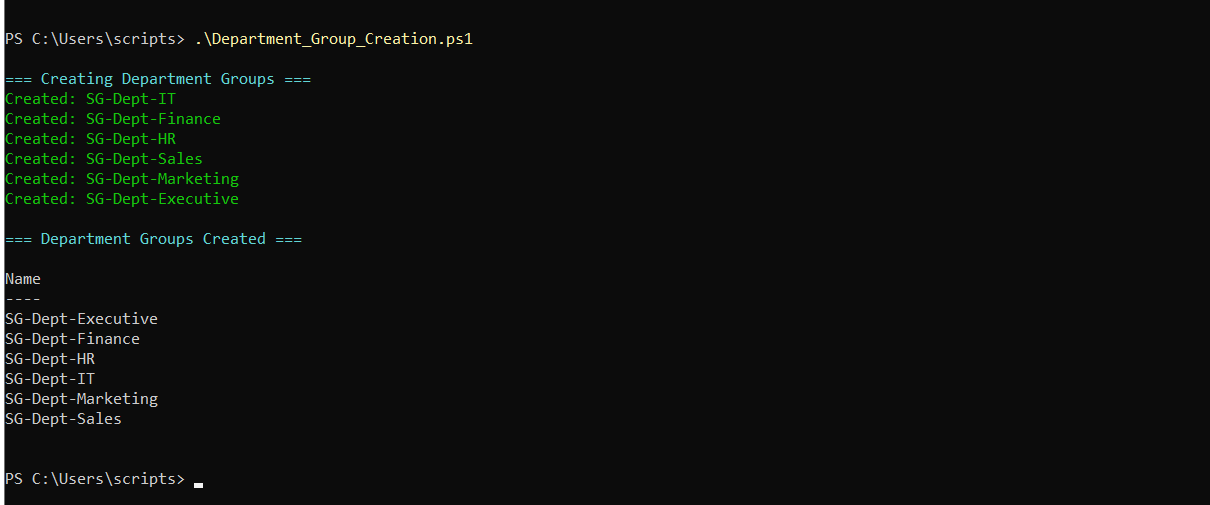 PS C:\Users\scripts> .\Department_Group_Creation.ps1
=== Creating Department Groups ===
Created: SG-Dept-IT
Created: SG-Dept-Finance
Created: SG-Dept-HR
Created: SG-Dept-Sales
Created: SG-Dept-Marketing
Created: SG-Dept-Executive
=== Department Groups Created ===
Name
----
SG-Dept-Executive
SG-Dept-Finance
SG-Dept-HR
SG-Dept-IT
SG-Dept-Marketing
SG-Dept-Sales
PS C:\Users\scripts>